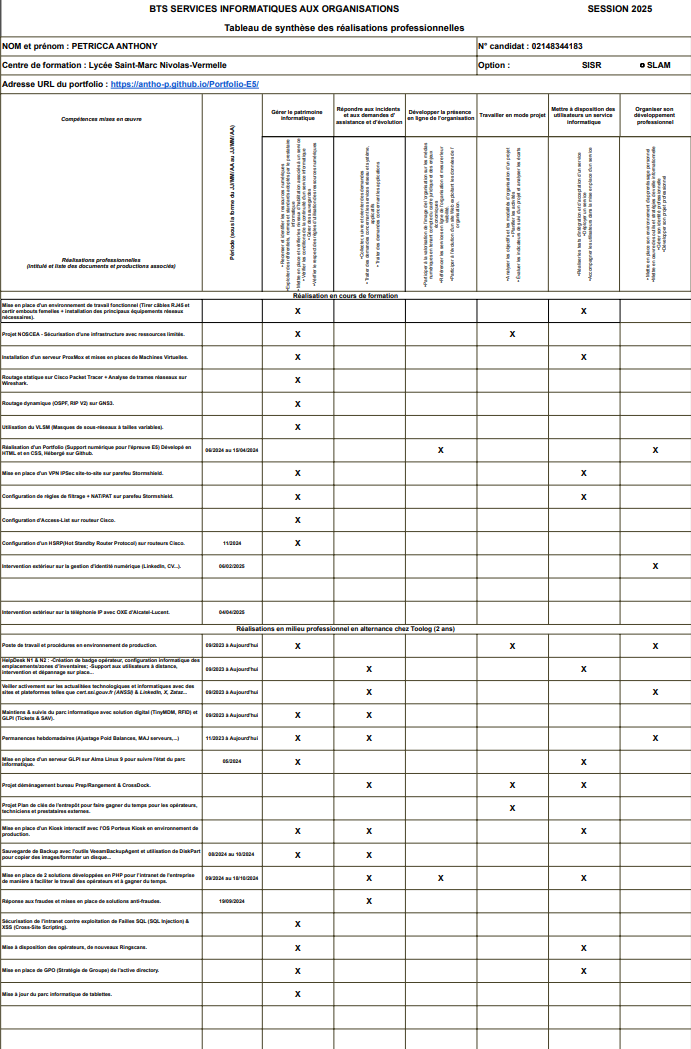 BTS SERVICES INFORMATIQUES AUX ORGANISATIONS SESSION 2025
Tableau de synthèse des réalisations professionnelles
NOM et prénom : PETRICCA ANTHONY N° candidat : 02148344183
Centre de formation : Lycée Saint-Marc Nivolas-Vermelle Option : SISR SLAM
Adresse URL du portfolio : https://antho-p.github.io/Portfolio-E5/
Compétences mises en œuvre
Période (sous la forme du JJ/MM/AA au JJ/MM/AA)
Gérer le patrimoine
informatique
Répondre aux incidents
et aux demandes d'
assistance et d'évolution
Développer la présence
en ligne de l'organisation
Travailler en mode projet
Mettre à disposition des
utilisateurs un service
informatique
Organiser son
développement
professionnel
Réalisations professionnelles
(intitulé et liste des documents et productions associés)
Réalisation en cours de formation
Mise en place d'un environnement de travail fonctionnel (Tirer câbles RJ45 et
certir embouts femelles + installation des principaux équipements réseaux
nécessaires). X X
Projet NOSCEA - Sécurisation d'une infrastructure avec ressources limités. X X
Installation d'un serveur ProxMox et mises en places de Machines Virtuelles. X X
Routage statique sur Cisco Packet Tracer + Analyse de trames réseaux sur
Wireshark. X
Routage dynamique (OSPF, RIP V2) sur GNS3. X
Utilisation du VLSM (Masques de sous-réseaux à tailles variables). X
Réalisation d'un Portfolio (Support numérique pour l'épreuve E5) Dévelopé en
HTML et en CSS, Hébergé sur Github. 06/2024 au 15/04/2024 X X
Mise en place d'un VPN IPSec site-to-site sur parefeu Stormshield. X X
Configuration de règles de filtrage + NAT/PAT sur parefeu Stormshield. X X
Configuration d'Access-List sur routeur Cisco. X
Configuration d'un HSRP(Hot Standby Router Protocol) sur routeurs Cisco. 11/2024 X
Intervention extérieur sur la gestion d'identité numérique (LinkedIn, CV...). 06/02/2025 X
Intervention extérieur sur la téléphonie IP avec OXE d'Alcatel-Lucent. 04/04/2025
Réalisations en milieu professionnel en alternance chez Toolog (2 ans)
Poste de travail et procédures en environnement de production. 09/2023 à Aujourd'hui X X X
HelpDesk N1 & N2 : -Création de badge opérateur, configuration informatique des
emplacements/zones d'inventaires; -Support aux utilisateurs à distance,
intervention et dépannage sur place... 09/2023 à Aujourd'hui X X
Veiller activement sur les actualitées technologiques et informatiques avec des
sites et plateformes telles que cert.ssi.gouv.fr (ANSSI) & LinkedIn, X, Zataz... 09/2023 à Aujourd'hui X X
Maintiens & suivis du parc informatique avec solution digital (TinyMDM, RFID) et
GLPI (Tickets & SAV). 09/2023 à Aujourd'hui X X
Permanences hebdomadaires (Ajustage Poid Balances, MAJ serveurs,...) 11/2023 à Aujourd'hui X X X
Mise en place d'un serveur GLPI sur Alma Linux 9 pour suivre l'état du parc
informatique. 05/2024 X X
Projet déménagement bureau Prep/Rangement & CrossDock. X X X
Projet Plan de clés de l'entrepôt pour faire gagner du temps pour les opérateurs,
techniciens et prestataires externes. X
Mise en place d'un Kiosk interactif avec l'OS Porteus Kiosk en environnement de
production. X X X
Sauvegarde de Backup avec l'outils VeeamBackupAgent et utilisation de DiskPart
pour copier des images/formater un disque... 08/2024 au 10/2024 X X
Mise en place de 2 solutions développées en PHP pour l'intranet de l'entreprise
de manière à faciliter le travail des opérateurs et à gagner du temps. 09/2024 au 18/10/2024 X X X
Réponse aux fraudes et mises en place de solutions anti-fraudes. 19/09/2024 X
Sécurisation de l'intranet contre exploitation de Failles SQL (SQL Injection) &
XSS (Cross-Site Scripting). X
Mise à disposition des opérateurs, de nouveaux Ringscans. X X
Mise en place de GPO (Stratégie de Groupe) de l'active directory. X X
Mise à jour du parc informatique de tablettes. X